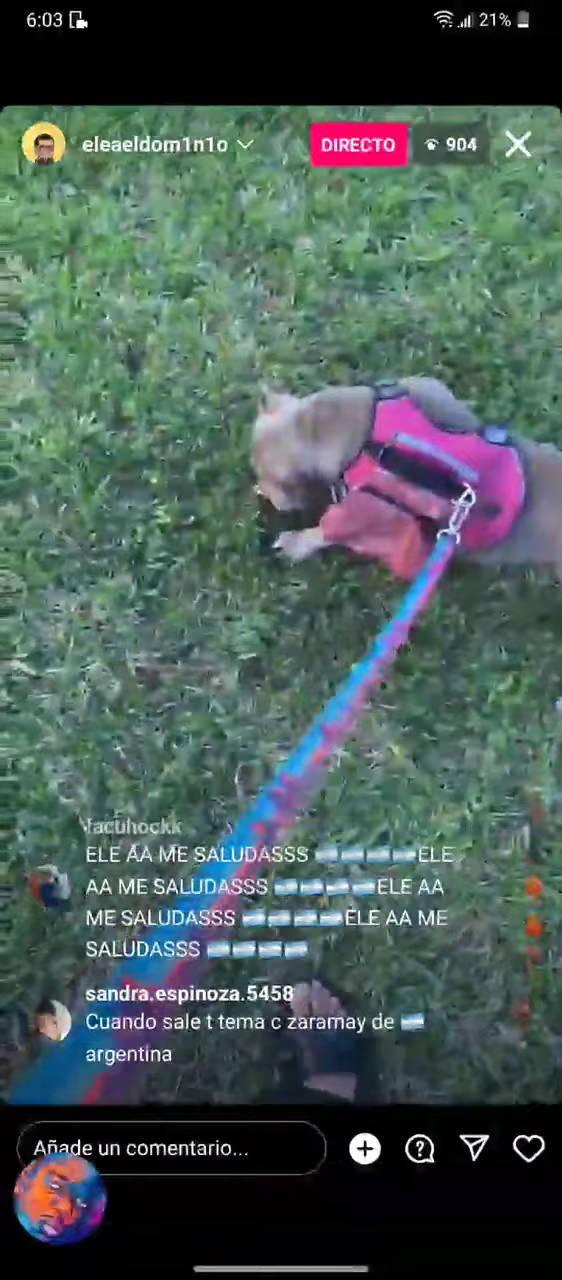 6:03
21%
eleaeldom1n1o
DIRECTO
904
facuhockk
ELE AA ME SALUDASSS 🇦🇷🇦🇷🇦🇷🇦🇷ELE
AA ME SALUDASSS 🇦🇷🇦🇷🇦🇷🇦🇷ELE AA
ME SALUDASSS 🇦🇷🇦🇷🇦🇷🇦🇷ELE AA ME
SALUDASSS 🇦🇷🇦🇷🇦🇷🇦🇷
sandra.espinoza.5458
Cuando sale t tema c zaramay de 🇦🇷
argentina
Añade un comentario...